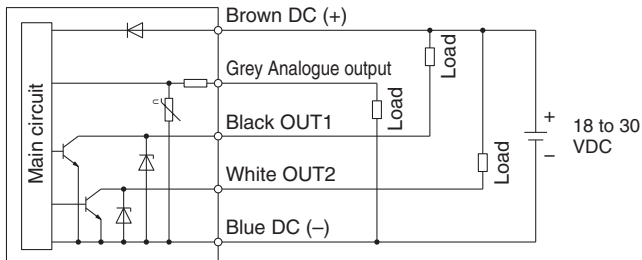 Brown DC (+)
Grey Analogue output
Black OUT1
White OUT2
Blue DC (–)
Main circuit
Load
Load
Load
+
–
18 to 30
VDC
n